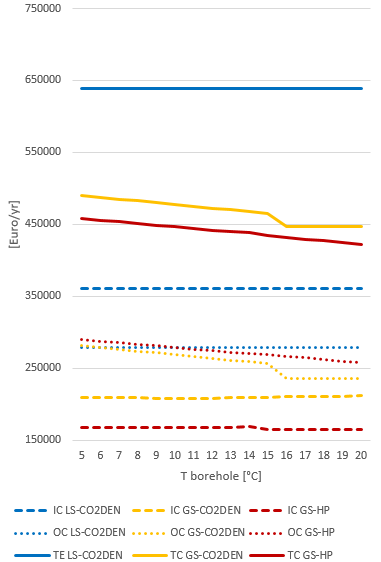 750000
650000
550000
450000
350000
250000
150000
[Euro/yr]
5 6 7 8 9 10 11 12 13 14 15 16 17 18 19 20
T borehole [°C]
IC LS-CO2DEN IC GS-CO2DEN IC GS-HP
OC LS-CO2DEN OC GS-CO2DEN OC GS-HP
TE LS-CO2DEN TC GS-CO2DEN TC GS-HP